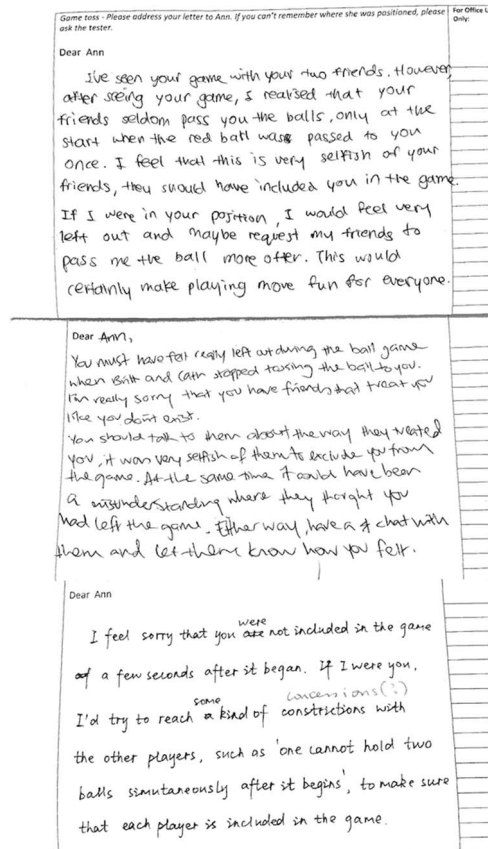 Game toss - Please address your letter to Ann. If you can't remember where she was positioned, please
ask the tester.
For Office U
Only:
Dear Ann
I've seen your game with your two friends. However,
after seeing your game, I realised that your
friends seldom pass you the balls, only at the
start when the red ball was passed to you
once. I feel that this is very selfish of your
friends, they should have included you in the game.
If I were in your position, I would feel very
left out and maybe request my friends to
pass me the ball more often. This would
certainly make playing more fun for everyone.
Dear Ann,
You must have felt really left out during the ball game
when Britt and Cath stopped tossing the ball to you.
I'm really sorry that you have friends that treat you
like you don't exist.
You should talk to them about the way they treated
you, it was very selfish of them to exclude you from
the game. At the same time it could have been
a misunderstanding where they thought you
had left the game. Either way, have a chat with
them and let them know how you felt.
Dear Ann
were
I feel sorry that you are not included in the game
a few seconds after it began. If I were you,
some concessions(?)
I'd try to reach a kind of constrictions with
the other players, such as 'one cannot hold two
balls simutaneously after it begins', to make sure
that each player is included in the game.